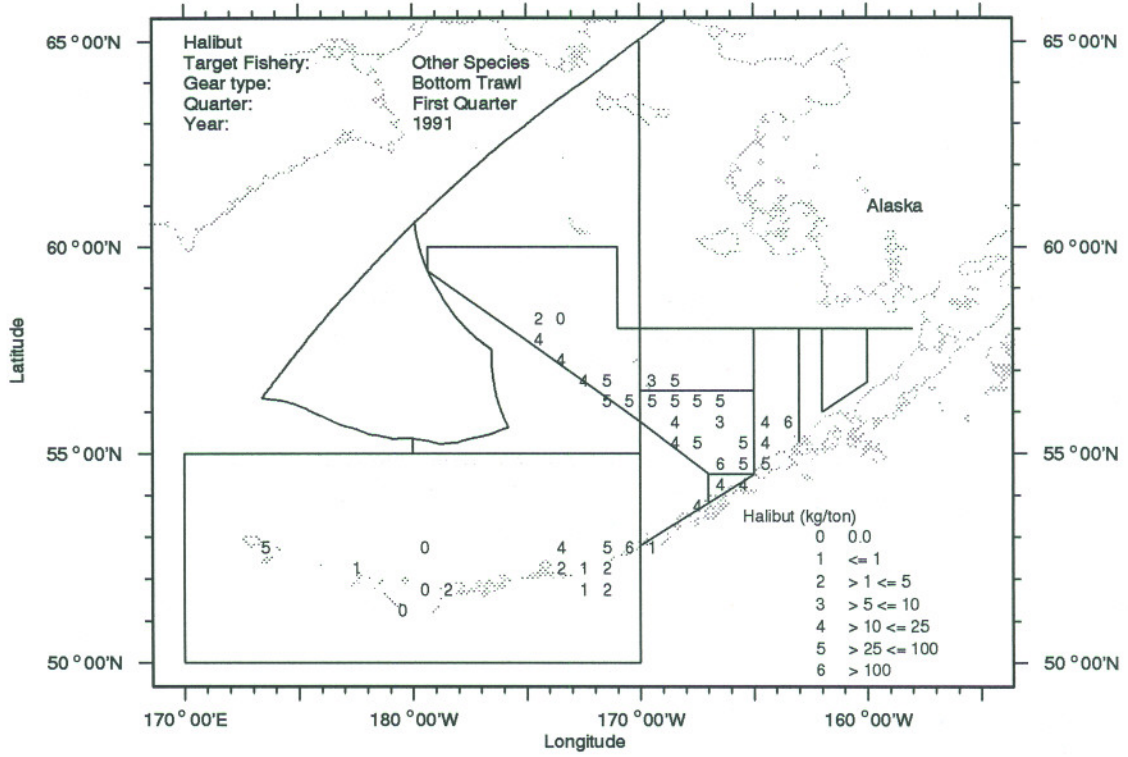 65 °00'N 65 °00'N
Halibut
Target Fishery: Other Species
Gear type: Bottom Trawl
Quarter: First Quarter
Year: 1991
Alaska
60 °00'N 60 °00'N
Latitude
2 0
4
4
4 5 3 5
5 5 5 5 5 5
4 3 4 6
4 5 5 4
55 °00'N 55 °00'N
6 5 5
4 4
4
Halibut (kg/ton)
5 0 4 5 6 1
1 2 1 2
0 2 1 2
0
0 0.0
1 <= 1
2 > 1 <= 5
3 > 5 <= 10
4 > 10 <= 25
5 > 25 <= 100
6 > 100
50 °00'N 50 °00'N
170 °00'E 180 °00'W 170 °00'W 160 °00'W
Longitude